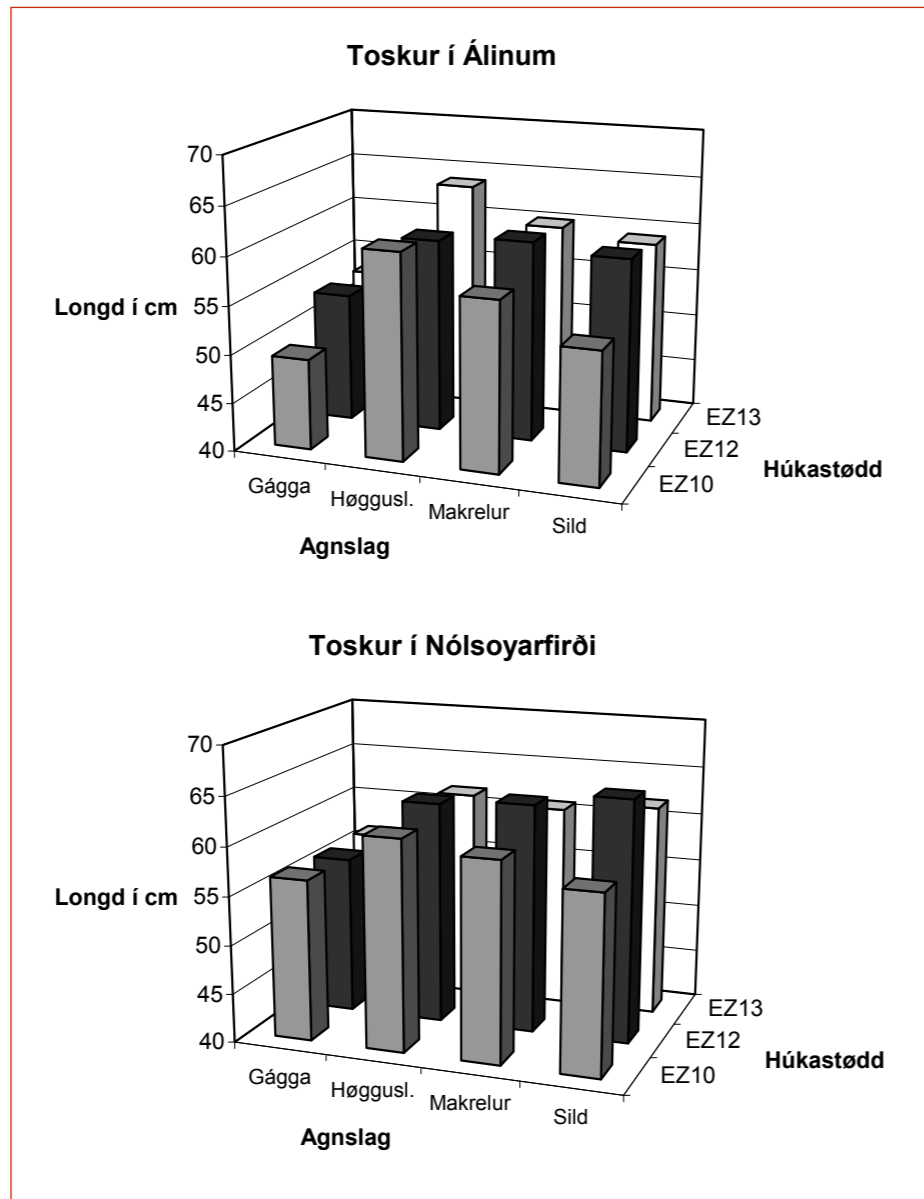 Toskur í Álinum
70
65
60
55
50
45
40
Longd í cm
Gágga
Høggusl.
Makrelur
Sild
Agnslag
EZ13
EZ12
EZ10
Húkastødd
Toskur í Nólsoyarfirði
70
65
60
55
50
45
40
Longd í cm
Gágga
Høggusl.
Makrelur
Sild
Agnslag
EZ13
EZ12
EZ10
Húkastødd